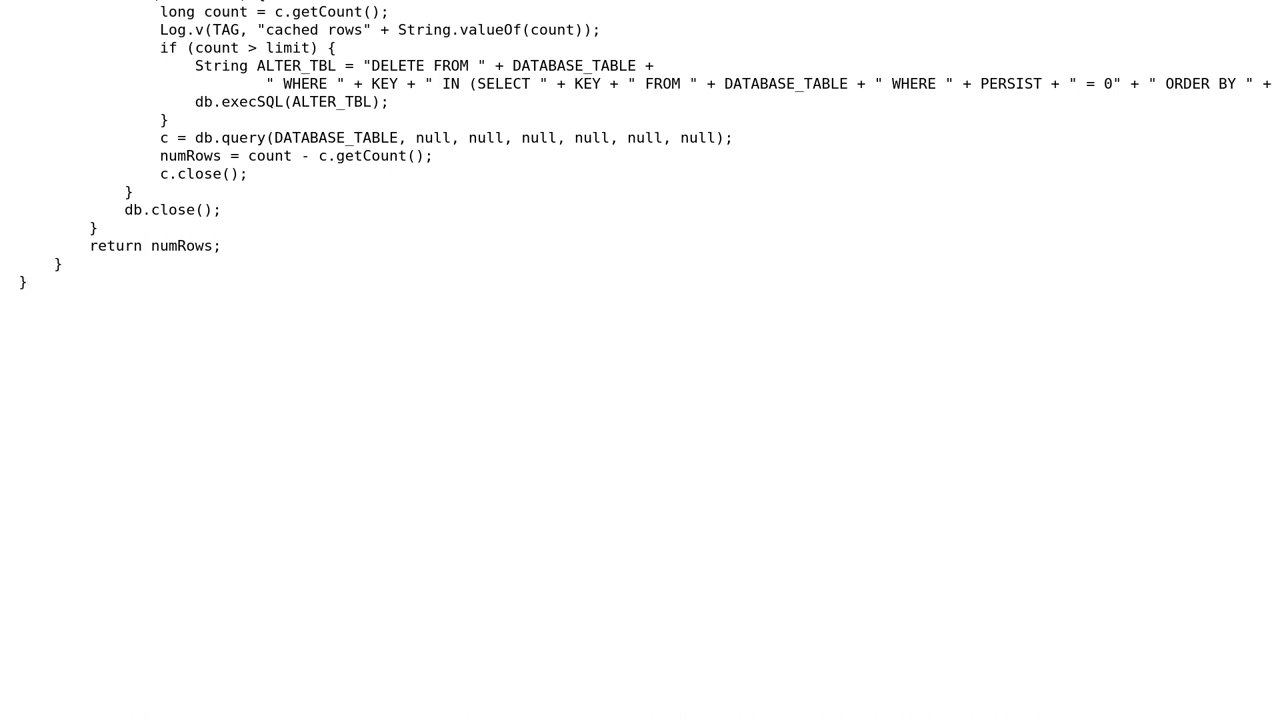 long count = c.getCount();
Log.v(TAG, "cached rows" + String.valueOf(count));
if (count > limit) {
String ALTER_TBL = "DELETE FROM " + DATABASE_TABLE +
" WHERE " + KEY + " IN (SELECT " + KEY + " FROM " + DATABASE_TABLE + " WHERE " + PERSIST + " = 0" + " ORDER BY " +
db.execSQL(ALTER_TBL);
}
c = db.query(DATABASE_TABLE, null, null, null, null, null, null);
numRows = count - c.getCount();
c.close();
}
db.close();
}
return numRows;
}
}